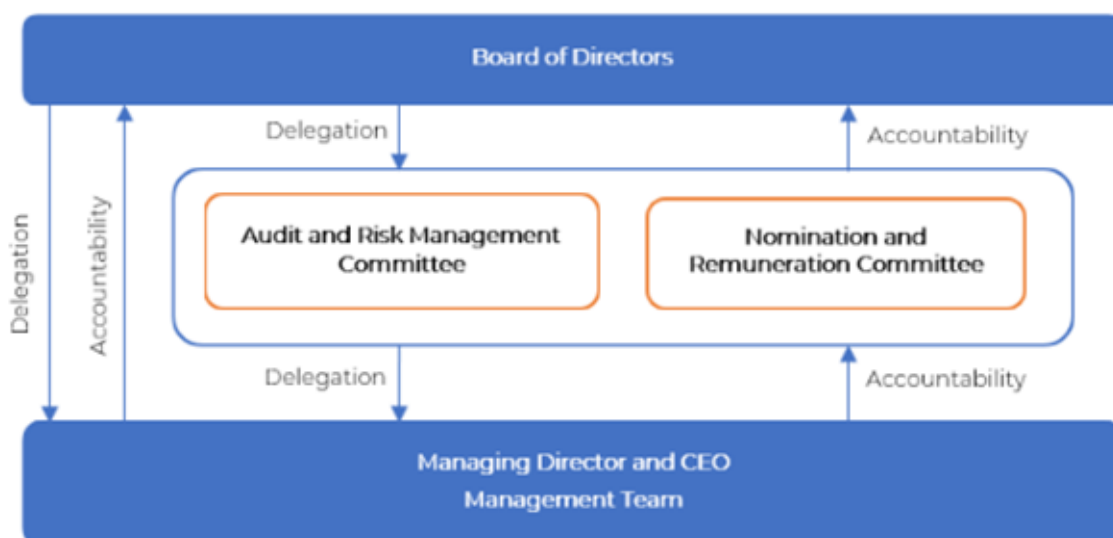 Board of Directors
Delegation
Accountability
Delegation
Accountability
Audit and Risk Management
Committee
Nomination and
Remuneration Committee
Delegation
Accountability
Managing Director and CEO
Management Team